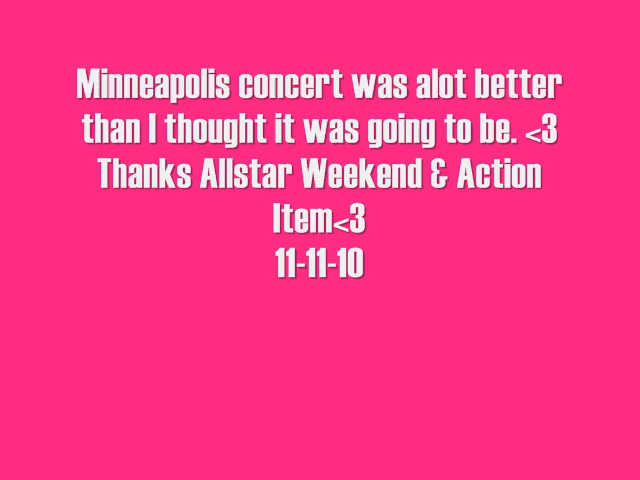 Minneapolis concert was alot better
than I thought it was going to be. <3
Thanks Allstar Weekend & Action
Item<3
11-11-10